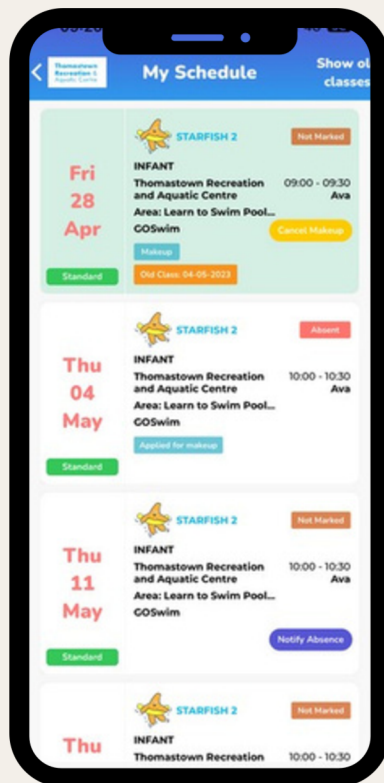 09:20
Thomastown
Recreation &
Aquatic Centre
My Schedule
Show ol
classes
Fri
28
Apr
Standard
STARFISH 2
Not Marked
INFANT
Thomastown Recreation
and Aquatic Centre
09:00 - 09:30
Ava
Area: Learn to Swim Pool...
GOSwim
Cancel Makeup
Makeup
Old Class: 04-05-2023
Thu
04
May
Standard
STARFISH 2
Absent
INFANT
Thomastown Recreation
and Aquatic Centre
10:00 - 10:30
Ava
Area: Learn to Swim Pool...
GOSwim
Applied for makeup
Thu
11
May
Standard
STARFISH 2
Not Marked
INFANT
Thomastown Recreation
and Aquatic Centre
10:00 - 10:30
Ava
Area: Learn to Swim Pool...
GOSwim
Notify Absence
Thu
STARFISH 2
Not Marked
INFANT
Thomastown Recreation
10:00 - 10:30